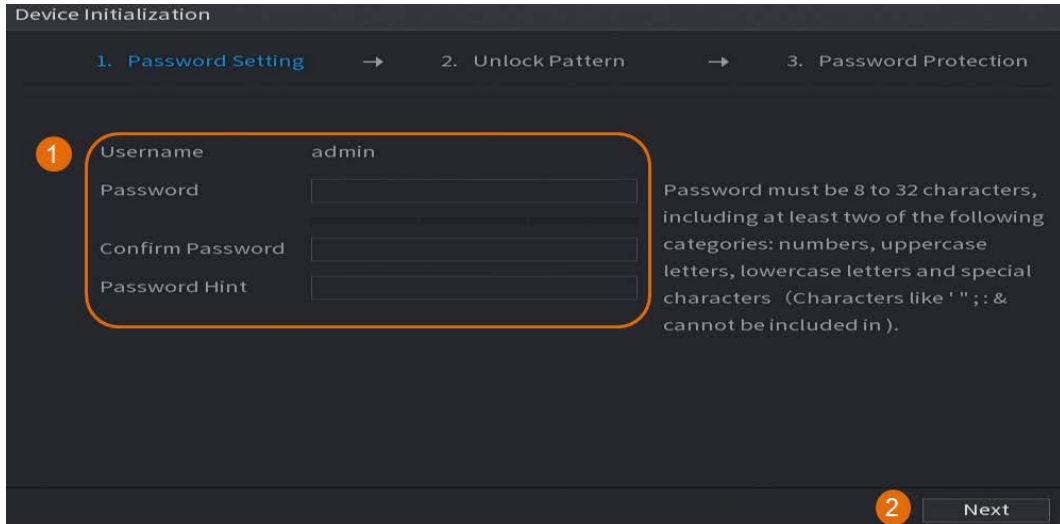 Device Initialization
1. Password Setting → 2. Unlock Pattern → 3. Password Protection
1
Username admin
Password
Confirm Password
Password Hint
Password must be 8 to 32 characters,
including at least two of the following
categories: numbers, uppercase
letters, lowercase letters and special
characters (Characters like ' " ; : &
cannot be included in ).
2
Next